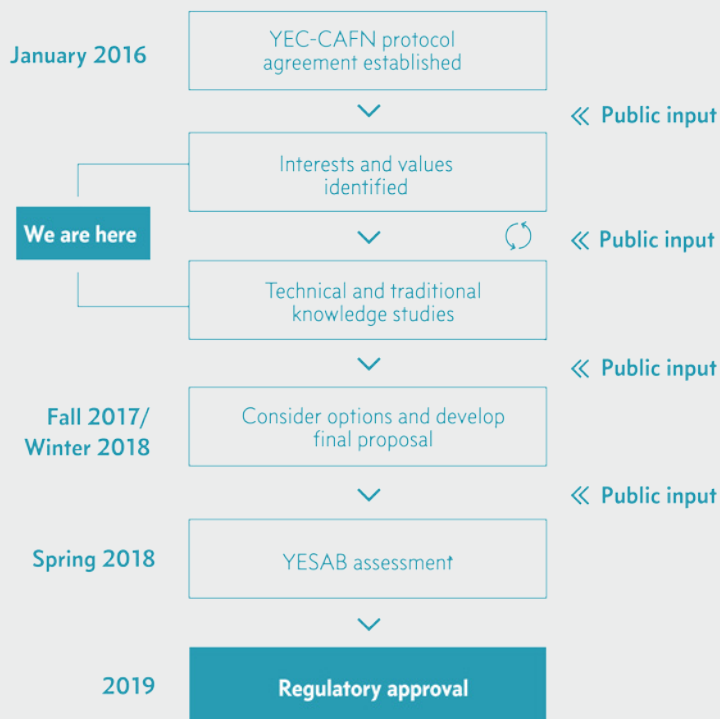 January 2016
YEC-CAFN protocol
agreement established
« Public input
Interests and values
identified
We are here
« Public input
Technical and traditional
knowledge studies
« Public input
Fall 2017/
Winter 2018
Consider options and develop
final proposal
« Public input
Spring 2018
YESAB assessment
2019
Regulatory approval